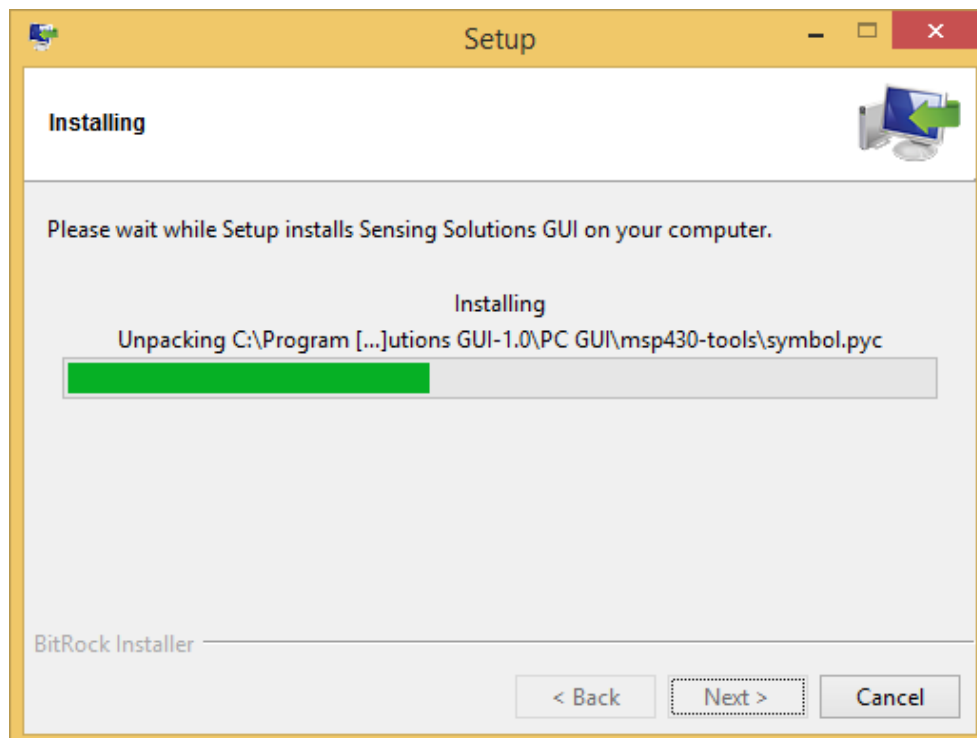 Setup
Installing
Please wait while Setup installs Sensing Solutions GUI on your computer.
Installing
Unpacking C:\Program [...]utions GUI-1.0\PC GUI\msp430-tools\symbol.pyc
BitRock Installer
< Back Next > Cancel